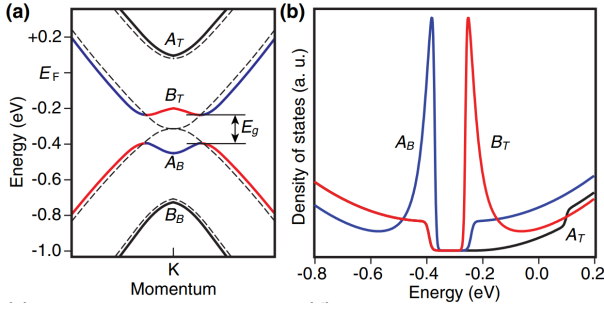 (a)
+0.2
E_F
-0.2
-0.4
-0.6
-0.8
-1.0
Energy (eV)
A_T
B_T
E_g
A_B
B_B
K
Momentum
(b)
Density of states (a. u.)
A_B
B_T
A_T
-0.8 -0.6 -0.4 -0.2 0.0 0.2
Energy (eV)